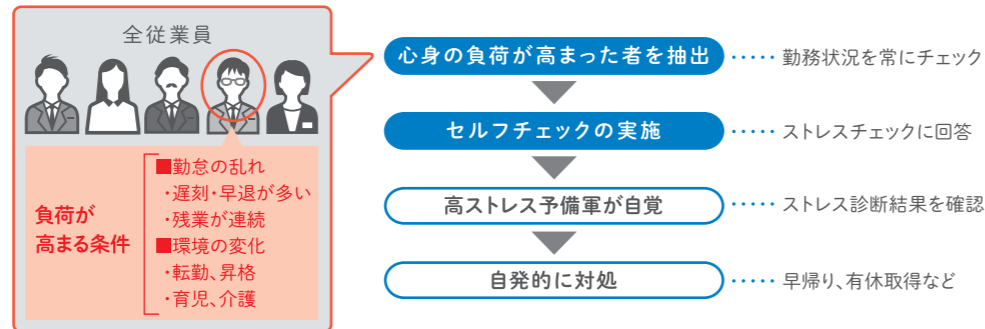 全従業員
負荷が
高まる条件
■勤怠の乱れ
・遅刻・早退が多い
・残業が連続
■環境の変化
・転勤、昇格
・育児、介護
心身の負荷が高まった者を抽出 ····· 勤務状況を常にチェック
セルフチェックの実施 ····· ストレスチェックに回答
高ストレス予備軍が自覚 ····· ストレス診断結果を確認
自発的に対処 ····· 早帰り、有休取得など